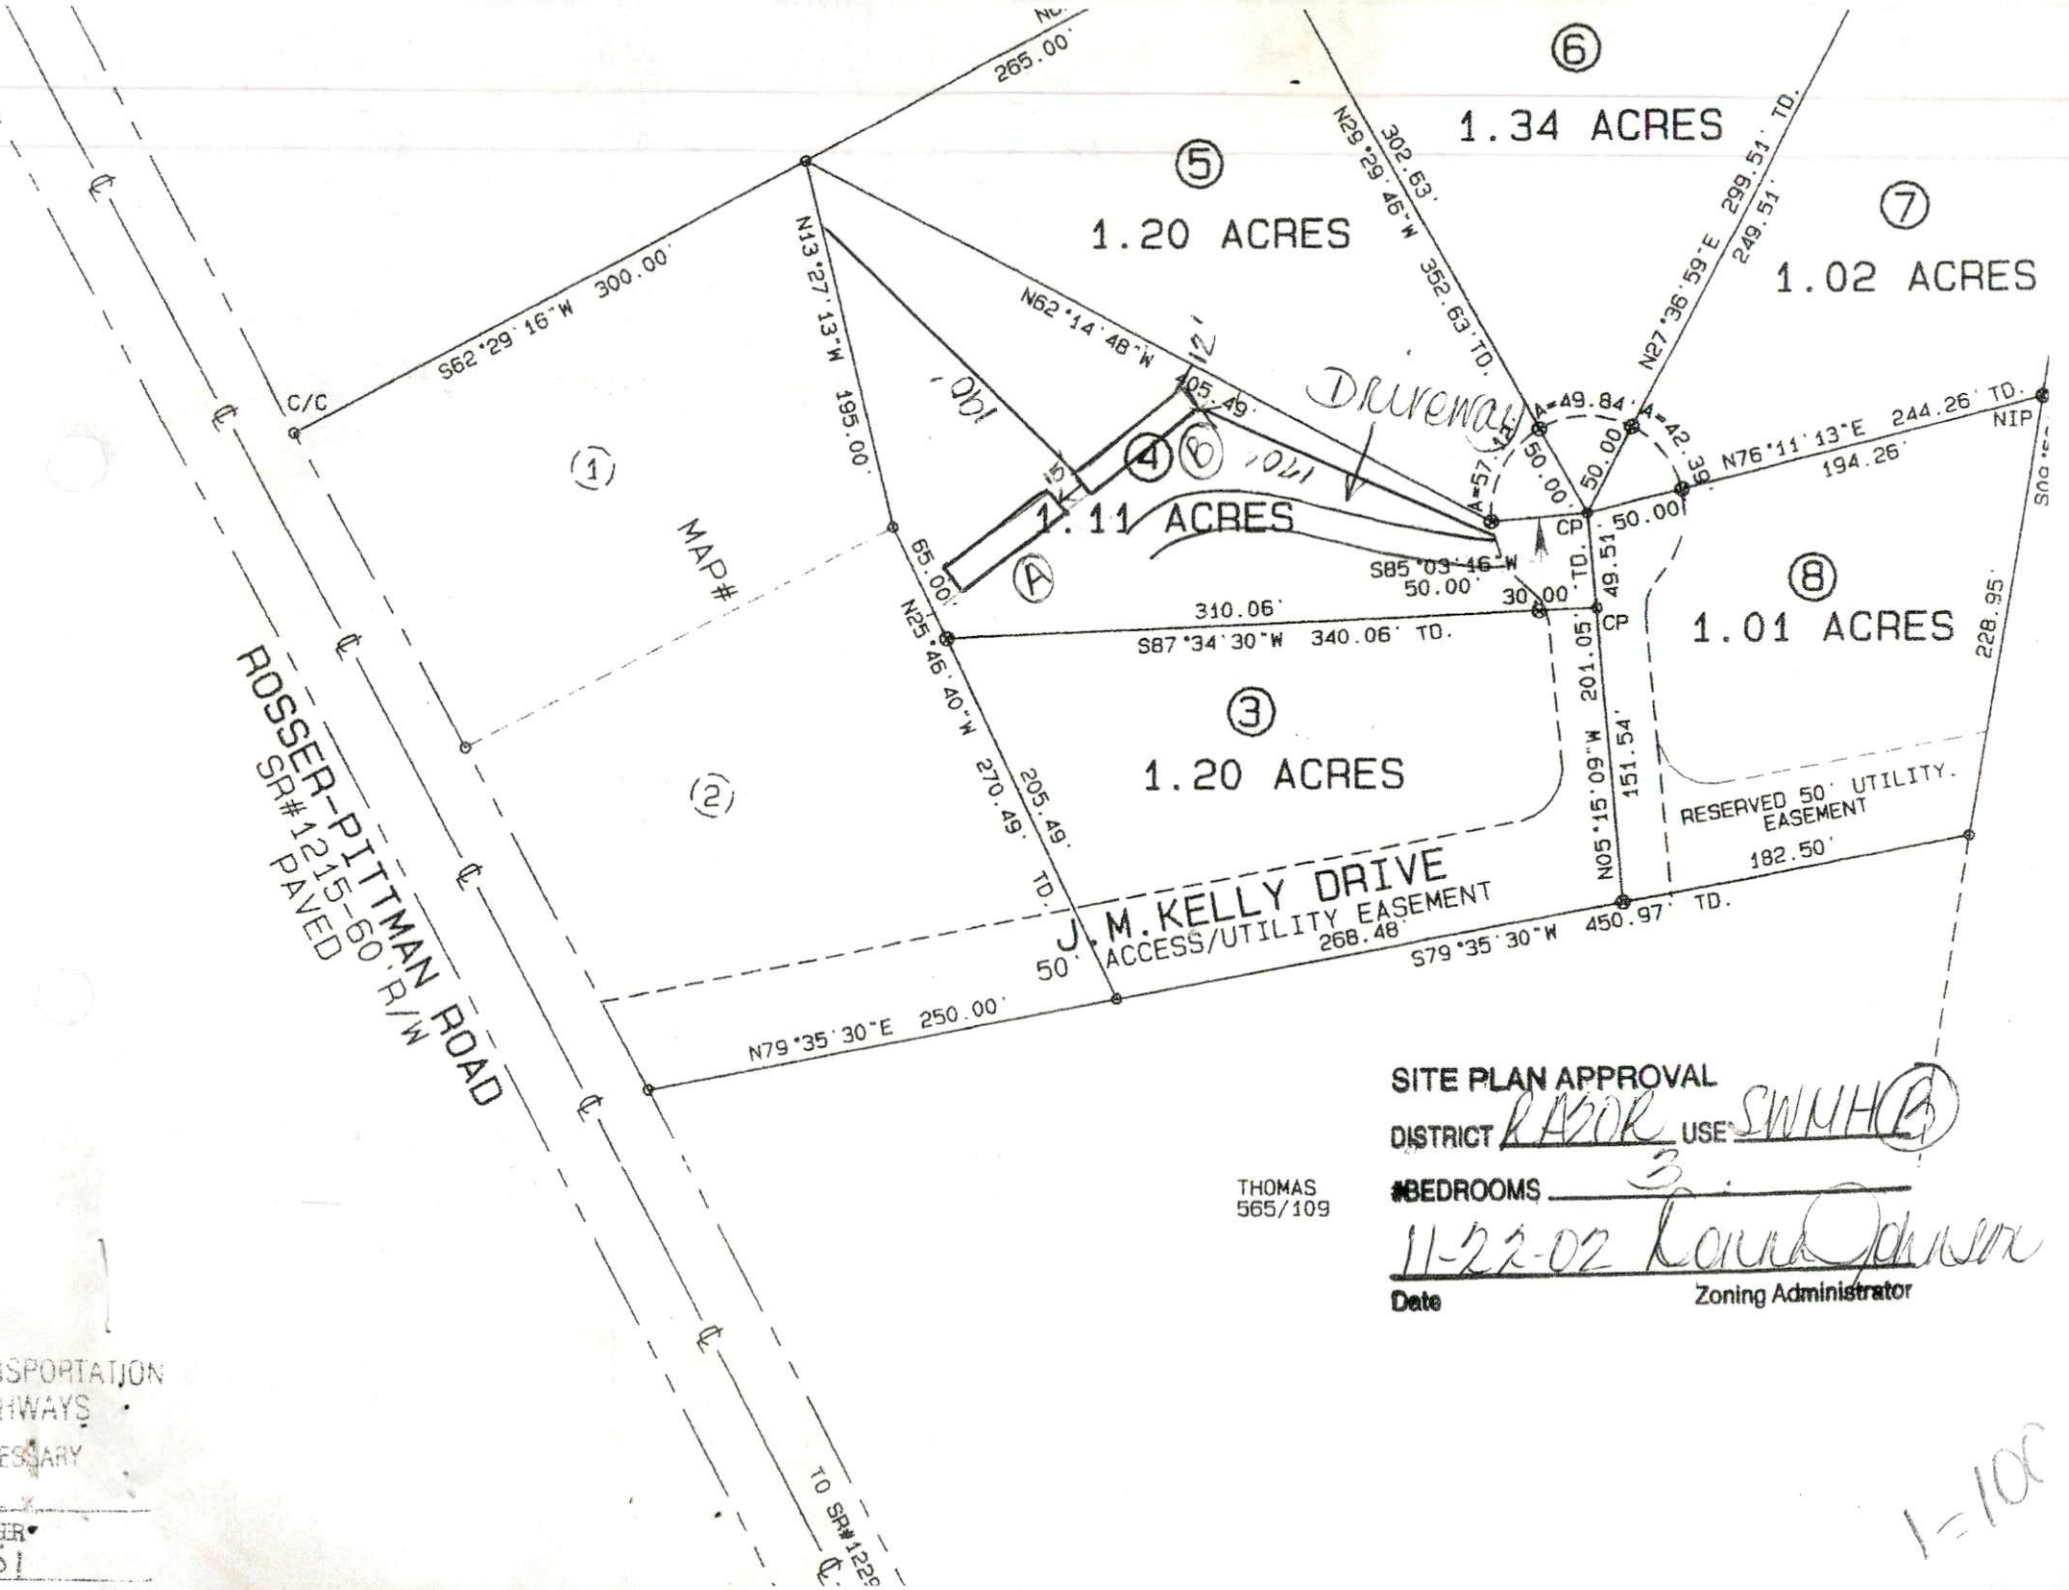 265.00'
6
1.34 ACRES
5
1.20 ACRES
7
1.02 ACRES
302.63'
N29°29'46"W 352.63' TD.
N27°36'59"E 299.51' TD.
249.51'
S62°29'16"W 300.00'
C/C
N13°27'13"W 195.00'
N62°14'48"W 405.49'
12'
190'
Driveway
A=57.12'
A=49.84'
A=42.39'
50.00'
50.00'
N76°11'13"E 244.26' TD.
194.26'
NIP
1
4
B
170'
15'
1.11 ACRES
A
CP
50.00'
S85°03'16"W
50.00'
49.51'
TD.
8
1.01 ACRES
228.95'
MAP#
65.00'
310.06'
30.00'
S87°34'30"W 340.06' TD.
CP
N25°46'40"W 270.49' TD.
205.49'
3
1.20 ACRES
N05°15'09"W 201.05'
151.54'
2
RESERVED 50' UTILITY.
EASEMENT
182.50'
ROSSER-PITTMAN ROAD
SR#1215-60'R/W
PAVED
J.M.KELLY DRIVE
50' ACCESS/UTILITY EASEMENT
268.48'
S79°35'30"W 450.97' TD.
N79°35'30"E 250.00'
SITE PLAN APPROVAL
DISTRICT RA20R USE SWMH B
#BEDROOMS 3
THOMAS
565/109
11-22-02
Date Zoning Administrator
TO SR#1229
1=100